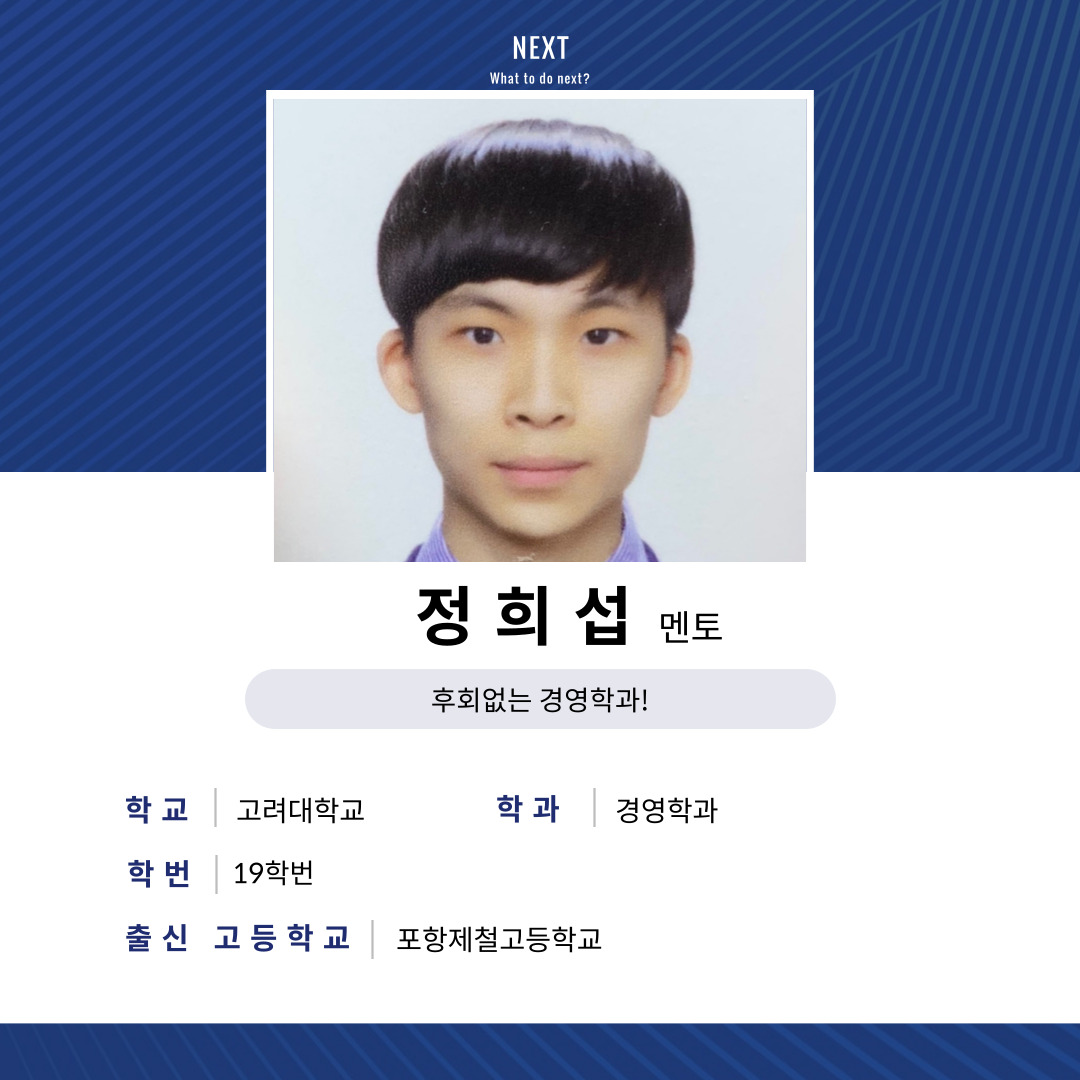 NEXT
What to do next?
정희섭 멘토
후회없는 경영학과!
학교 고려대학교 학과 경영학과
학번 19학번
출신 고등학교 포항제철고등학교